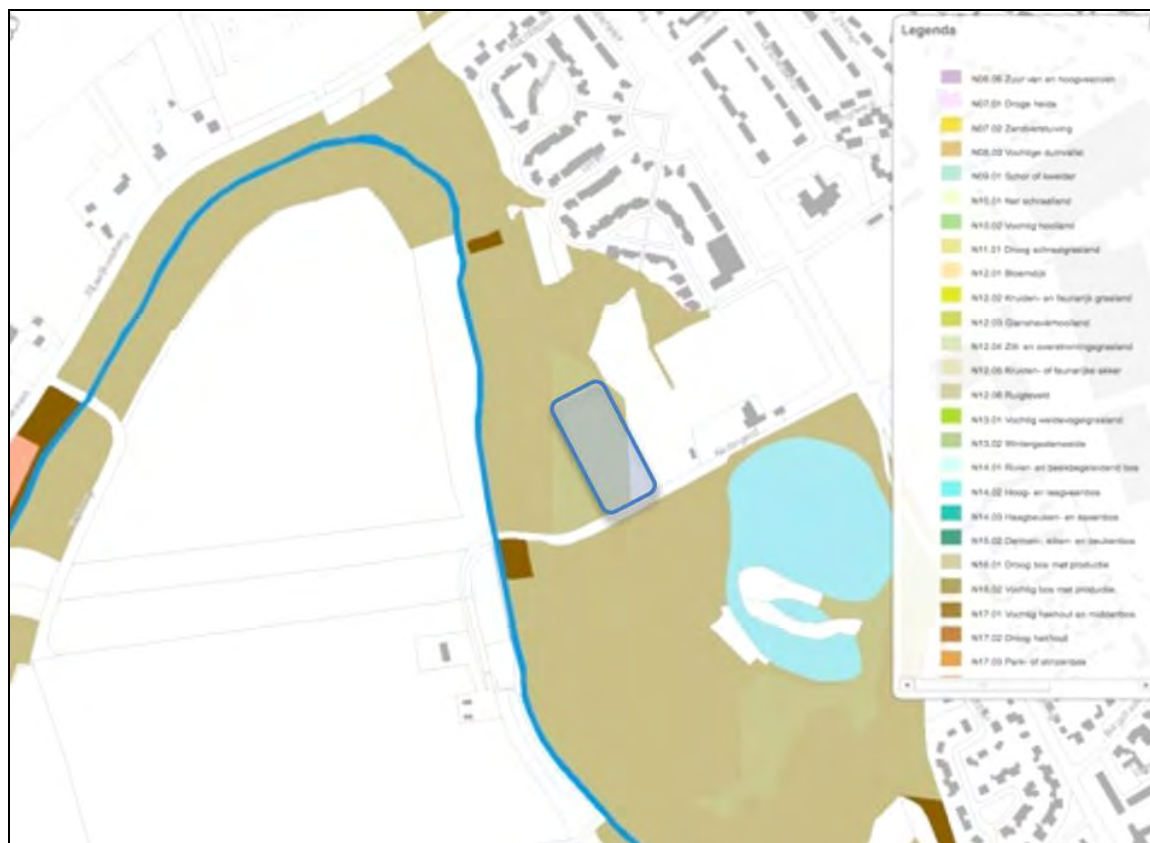 Legenda
N06.06 Zuur ven en hoogveenven
N07.01 Droge heide
N07.02 Zandverstuiving
N08.03 Vochtige duinvallei
N09.01 Schor of kwelder
N10.01 Nat schraalland
N10.02 Vochtig hooiland
N11.01 Droog schraalgrasland
N12.01 Bloemdijk
N12.02 Kruiden- en faunarijk grasland
N12.03 Glanshaverhooiland
N12.04 Zilt- en overstromingsgrasland
N12.05 Kruiden- of faunarijke akker
N12.06 Ruigteveld
N13.01 Vochtig weidevogelgrasland
N13.02 Wintergastenweide
N14.01 Rivier- en beekbegeleidend bos
N14.02 Hoog- en laagveenbos
N14.03 Haagbeuken- en essenbos
N15.02 Dennen-, eiken- en beukenbos
N16.01 Droog bos met productie
N16.02 Vochtig bos met productie
N17.01 Vochtig hakhout en middenbos
N17.02 Droog hakhout
N17.03 Park- of stinzenbos